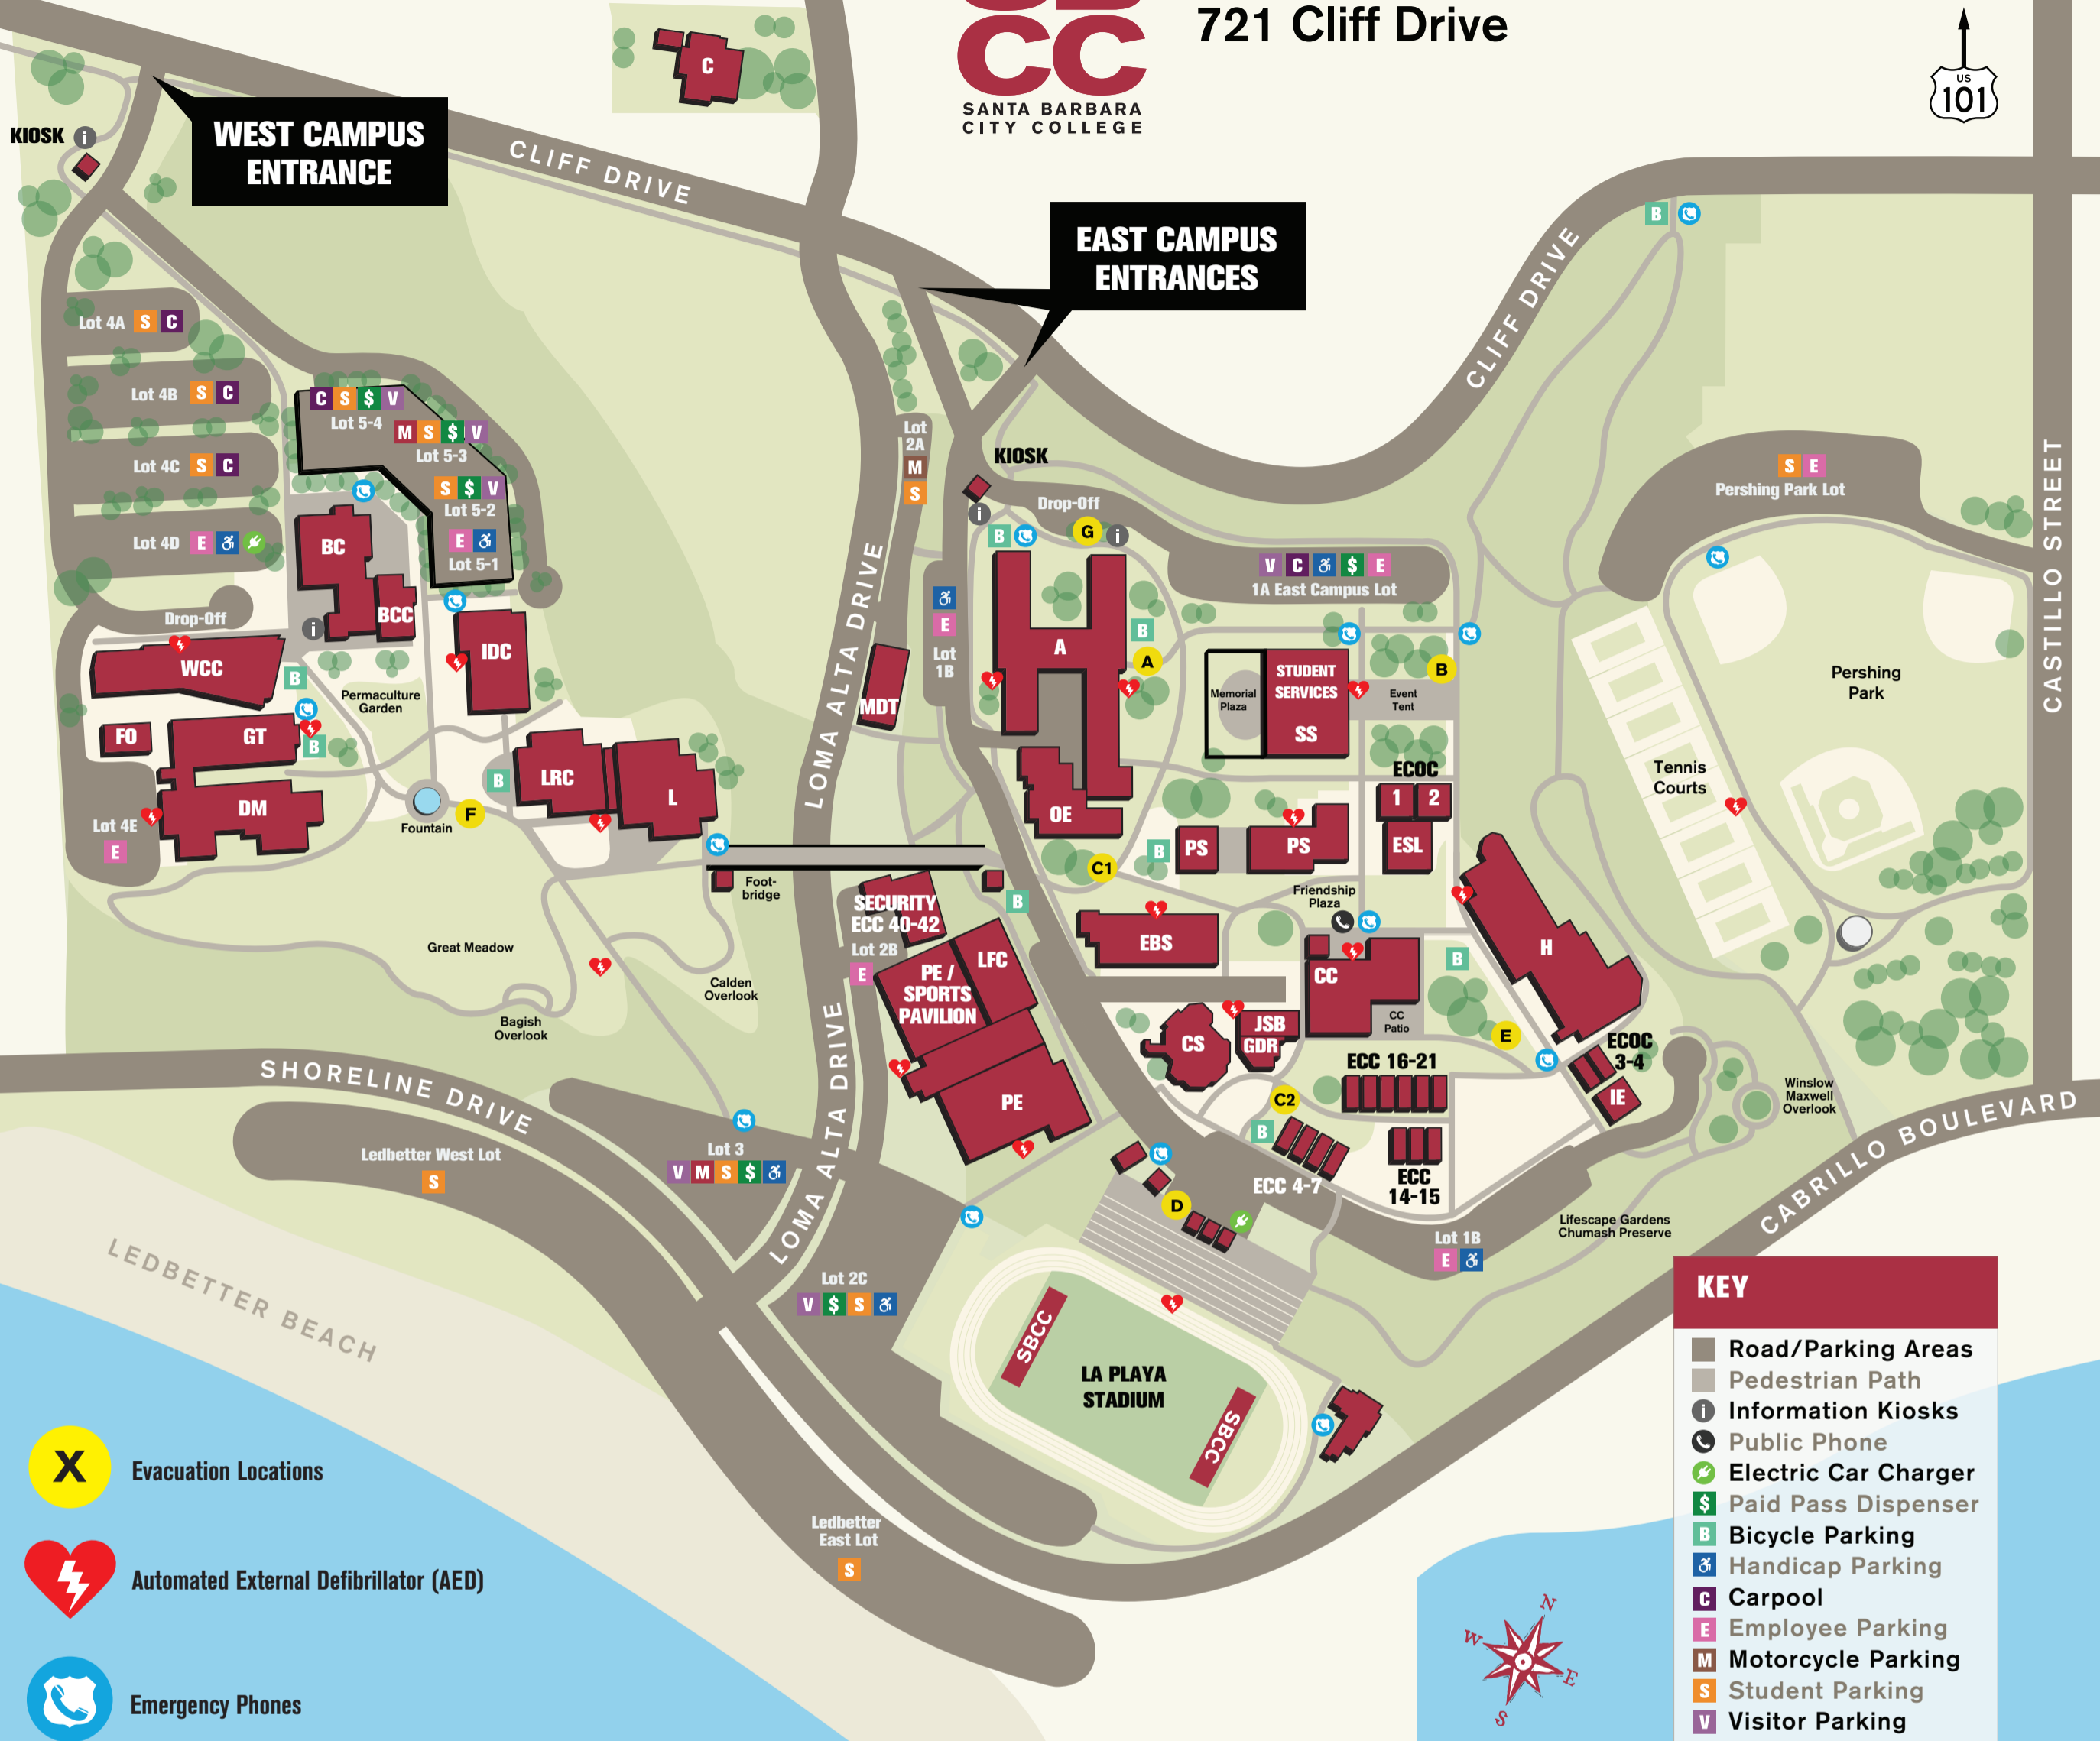 CC
SANTA BARBARA
CITY COLLEGE
721 Cliff Drive
US
101
C
WEST CAMPUS
ENTRANCE
KIOSK i
CLIFF DRIVE
EAST CAMPUS
ENTRANCES
CLIFF DRIVE
B
CASTILLO STREET
Lot 4A S C
Lot 4B S C
Lot 4C S C
Lot 4D E
Drop-Off
C S $ V
Lot 5-4
M S $ V
Lot 5-3
S $ V
Lot 5-2
E
Lot 5-1
BC
BCC
i
IDC
WCC
B
Permaculture
Garden
FO
GT
B
DM
Lot 4E
E
Fountain
F
B
LRC
L
Foot-
bridge
Great Meadow
Bagish
Overlook
Calden
Overlook
LOMA ALTA DRIVE
Lot
2A
M
S
KIOSK
i
Drop-Off
G
i
B
E
Lot
1B
MDT
A
B
A
OE
C1
V C $ E
1A East Campus Lot
Memorial
Plaza
STUDENT
SERVICES
SS
B
Event
Tent
ECOC
1 2
ESL
B
PS
PS
Friendship
Plaza
S E
Pershing Park Lot
Pershing
Park
Tennis
Courts
SECURITY
ECC 40-42
B
Lot 2B
E
PE /
SPORTS
PAVILION
LFC
PE
EBS
CC
CC
Patio
B
H
E
CS
JSB
GDR
ECC 16-21
ECOC
3-4
IE
Winslow
Maxwell
Overlook
C2
B
ECC 4-7
ECC
14-15
D
Lot 1B
E
Lifescape Gardens
Chumash Preserve
CABRILLO BOULEVARD
SHORELINE DRIVE
LOMA ALTA DRIVE
LOMA ALTA DRIVE
Ledbetter West Lot
S
Lot 3
V M S $
Lot 2C
V $ S
LEDBETTER BEACH
SBCC
LA PLAYA
STADIUM
SBCC
Ledbetter
East Lot
S
X Evacuation Locations
Automated External Defibrillator (AED)
Emergency Phones
N
W
E
S
KEY
Road/Parking Areas
Pedestrian Path
i Information Kiosks
Public Phone
Electric Car Charger
$ Paid Pass Dispenser
B Bicycle Parking
Handicap Parking
C Carpool
E Employee Parking
M Motorcycle Parking
S Student Parking
V Visitor Parking